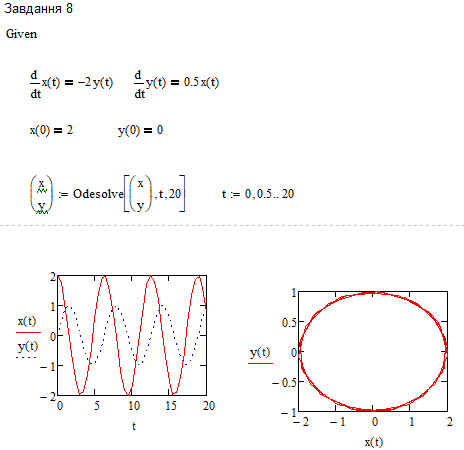 Завдання 8
Given
d/dt x(t) = −2y(t) d/dt y(t) = 0.5x(t)
x(0) = 2 y(0) = 0
(x y) := Odesolve[(x y), t, 20] t := 0, 0.5.. 20
2
1
0
−1
−2
x(t)
y(t)
0 5 10 15 20
t
1
0.5
0
−0.5
−1
y(t)
−2 −1 0 1 2
x(t)